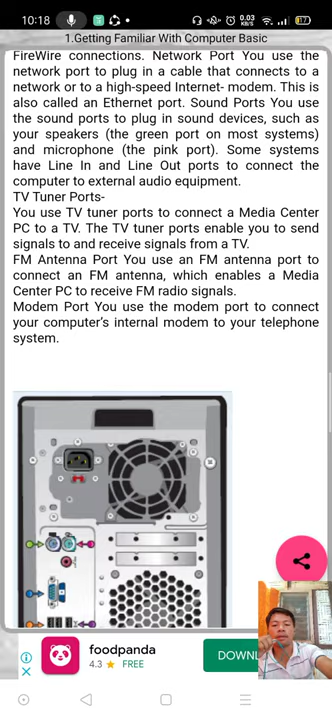 10:18
0.03
KB/S
17
1.Getting Familiar With Computer Basic
FireWire connections. Network Port You use the
network port to plug in a cable that connects to a
network or to a high-speed Internet- modem. This is
also called an Ethernet port. Sound Ports You use
the sound ports to plug in sound devices, such as
your speakers (the green port on most systems)
and microphone (the pink port). Some systems
have Line In and Line Out ports to connect the
computer to external audio equipment.
TV Tuner Ports-
You use TV tuner ports to connect a Media Center
PC to a TV. The TV tuner ports enable you to send
signals to and receive signals from a TV.
FM Antenna Port You use an FM antenna port to
connect an FM antenna, which enables a Media
Center PC to receive FM radio signals.
Modem Port You use the modem port to connect
your computer's internal modem to your telephone
system.
foodpanda
4.3 ★ FREE
DOWNL